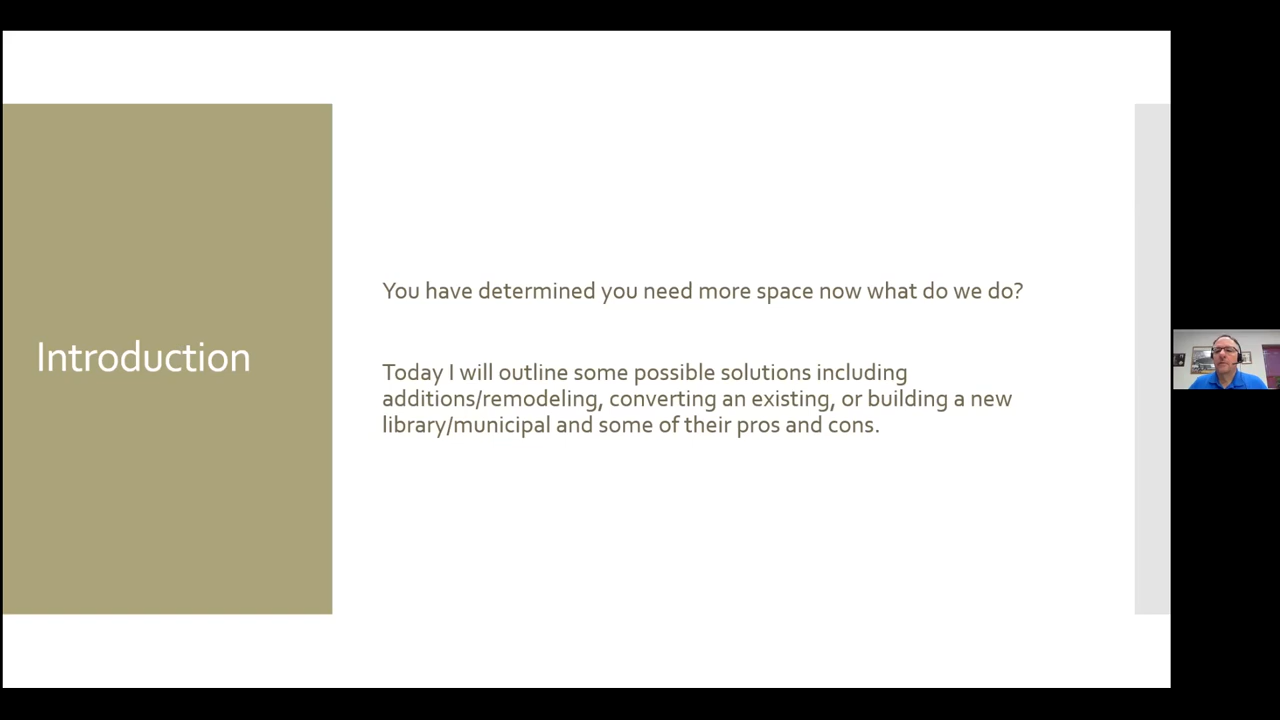 Introduction
You have determined you need more space now what do we do?
Today I will outline some possible solutions including
additions/remodeling, converting an existing, or building a new
library/municipal and some of their pros and cons.